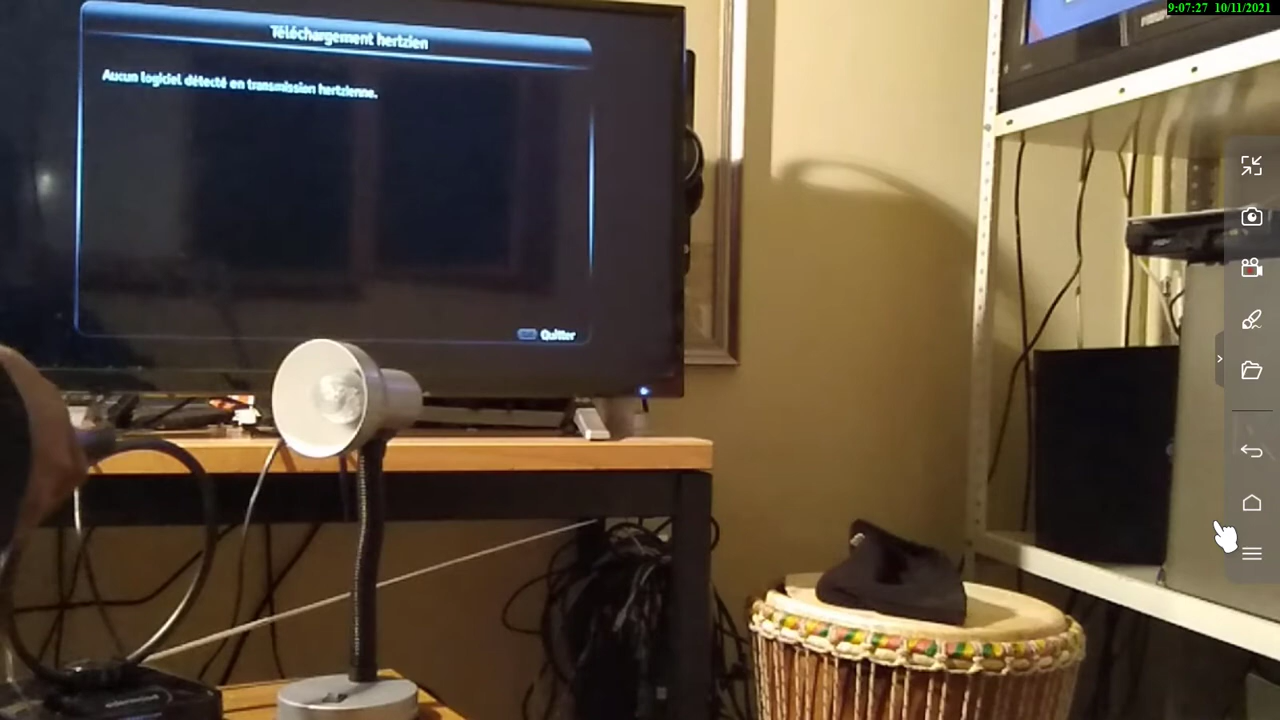 9:07:27 10/11/2021
Téléchargement hertzien
Aucun logiciel détecté en transmission hertzienne.
Quitter